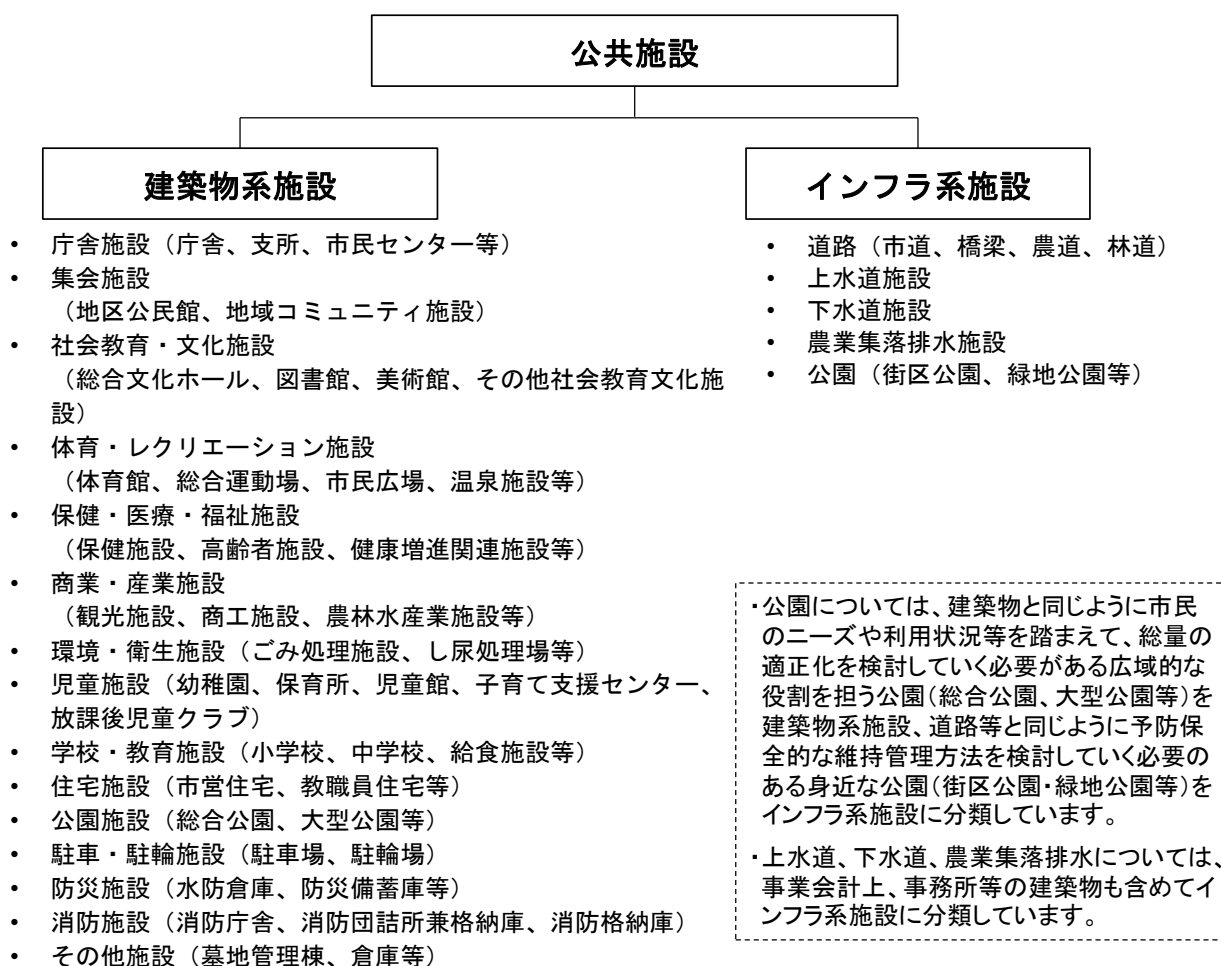 公共施設
建築物系施設
• 庁舎施設（庁舎、支所、市民センター等）
• 集会施設
（地区公民館、地域コミュニティ施設）
• 社会教育・文化施設
（総合文化ホール、図書館、美術館、その他社会教育文化施
設）
• 体育・レクリエーション施設
（体育館、総合運動場、市民広場、温泉施設等）
• 保健・医療・福祉施設
（保健施設、高齢者施設、健康増進関連施設等）
• 商業・産業施設
（観光施設、商工施設、農林水産業施設等）
• 環境・衛生施設（ごみ処理施設、し尿処理場等）
• 児童施設（幼稚園、保育所、児童館、子育て支援センター、
放課後児童クラブ）
• 学校・教育施設（小学校、中学校、給食施設等）
• 住宅施設（市営住宅、教職員住宅等）
• 公園施設（総合公園、大型公園等）
• 駐車・駐輪施設（駐車場、駐輪場）
• 防災施設（水防倉庫、防災備蓄庫等）
• 消防施設（消防庁舎、消防団詰所兼格納庫、消防格納庫）
• その他施設（墓地管理棟、倉庫等）
インフラ系施設
• 道路（市道、橋梁、農道、林道）
• 上水道施設
• 下水道施設
• 農業集落排水施設
• 公園（街区公園、緑地公園等）
・公園については、建築物と同じように市民
のニーズや利用状況等を踏まえて、総量の
適正化を検討していく必要がある広域的な
役割を担う公園（総合公園、大型公園等）を
建築物系施設、道路等と同じように予防保
全的な維持管理方法を検討していく必要の
ある身近な公園（街区公園・緑地公園等）を
インフラ系施設に分類しています。
・上水道、下水道、農業集落排水については、
事業会計上、事務所等の建築物も含めてイ
ンフラ系施設に分類しています。